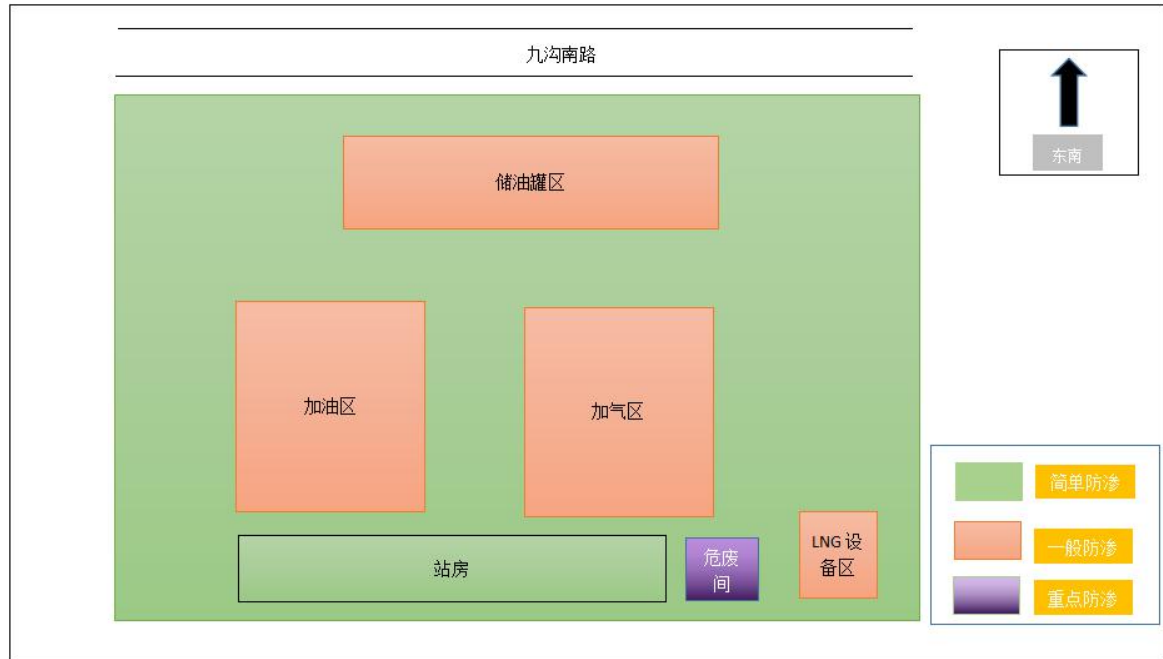 九沟南路
东南
储油罐区
加油区
加气区
站房
危废
间
LNG 设
备区
简单防渗
一般防渗
重点防渗